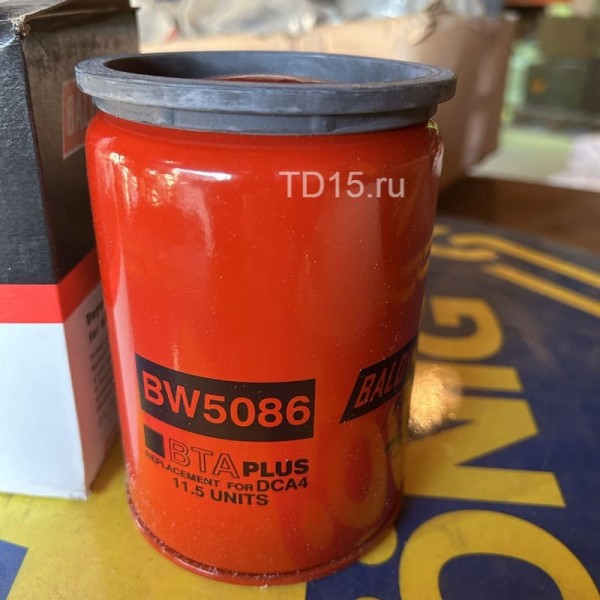 TD15.ru
BW5086
BALD
BTA PLUS
REPLACEMENT FOR DCA4
11.5 UNITS